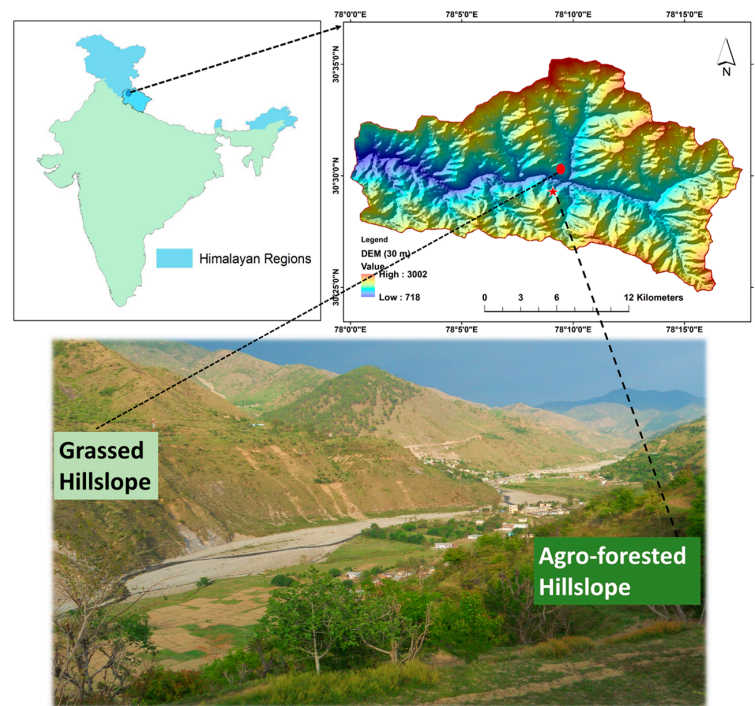 Himalayan Regions
78°0'0"E
78°5'0"E
78°10'0"E
78°15'0"E
30°35'0"N
30°30'0"N
30°25'0"N
N
Legend
DEM (30 m)
Value
High : 3002
Low : 718
0 3 6 12 Kilometers
78°0'0"E
78°5'0"E
78°10'0"E
78°15'0"E
Grassed
Hillslope
Agro-forested
Hillslope